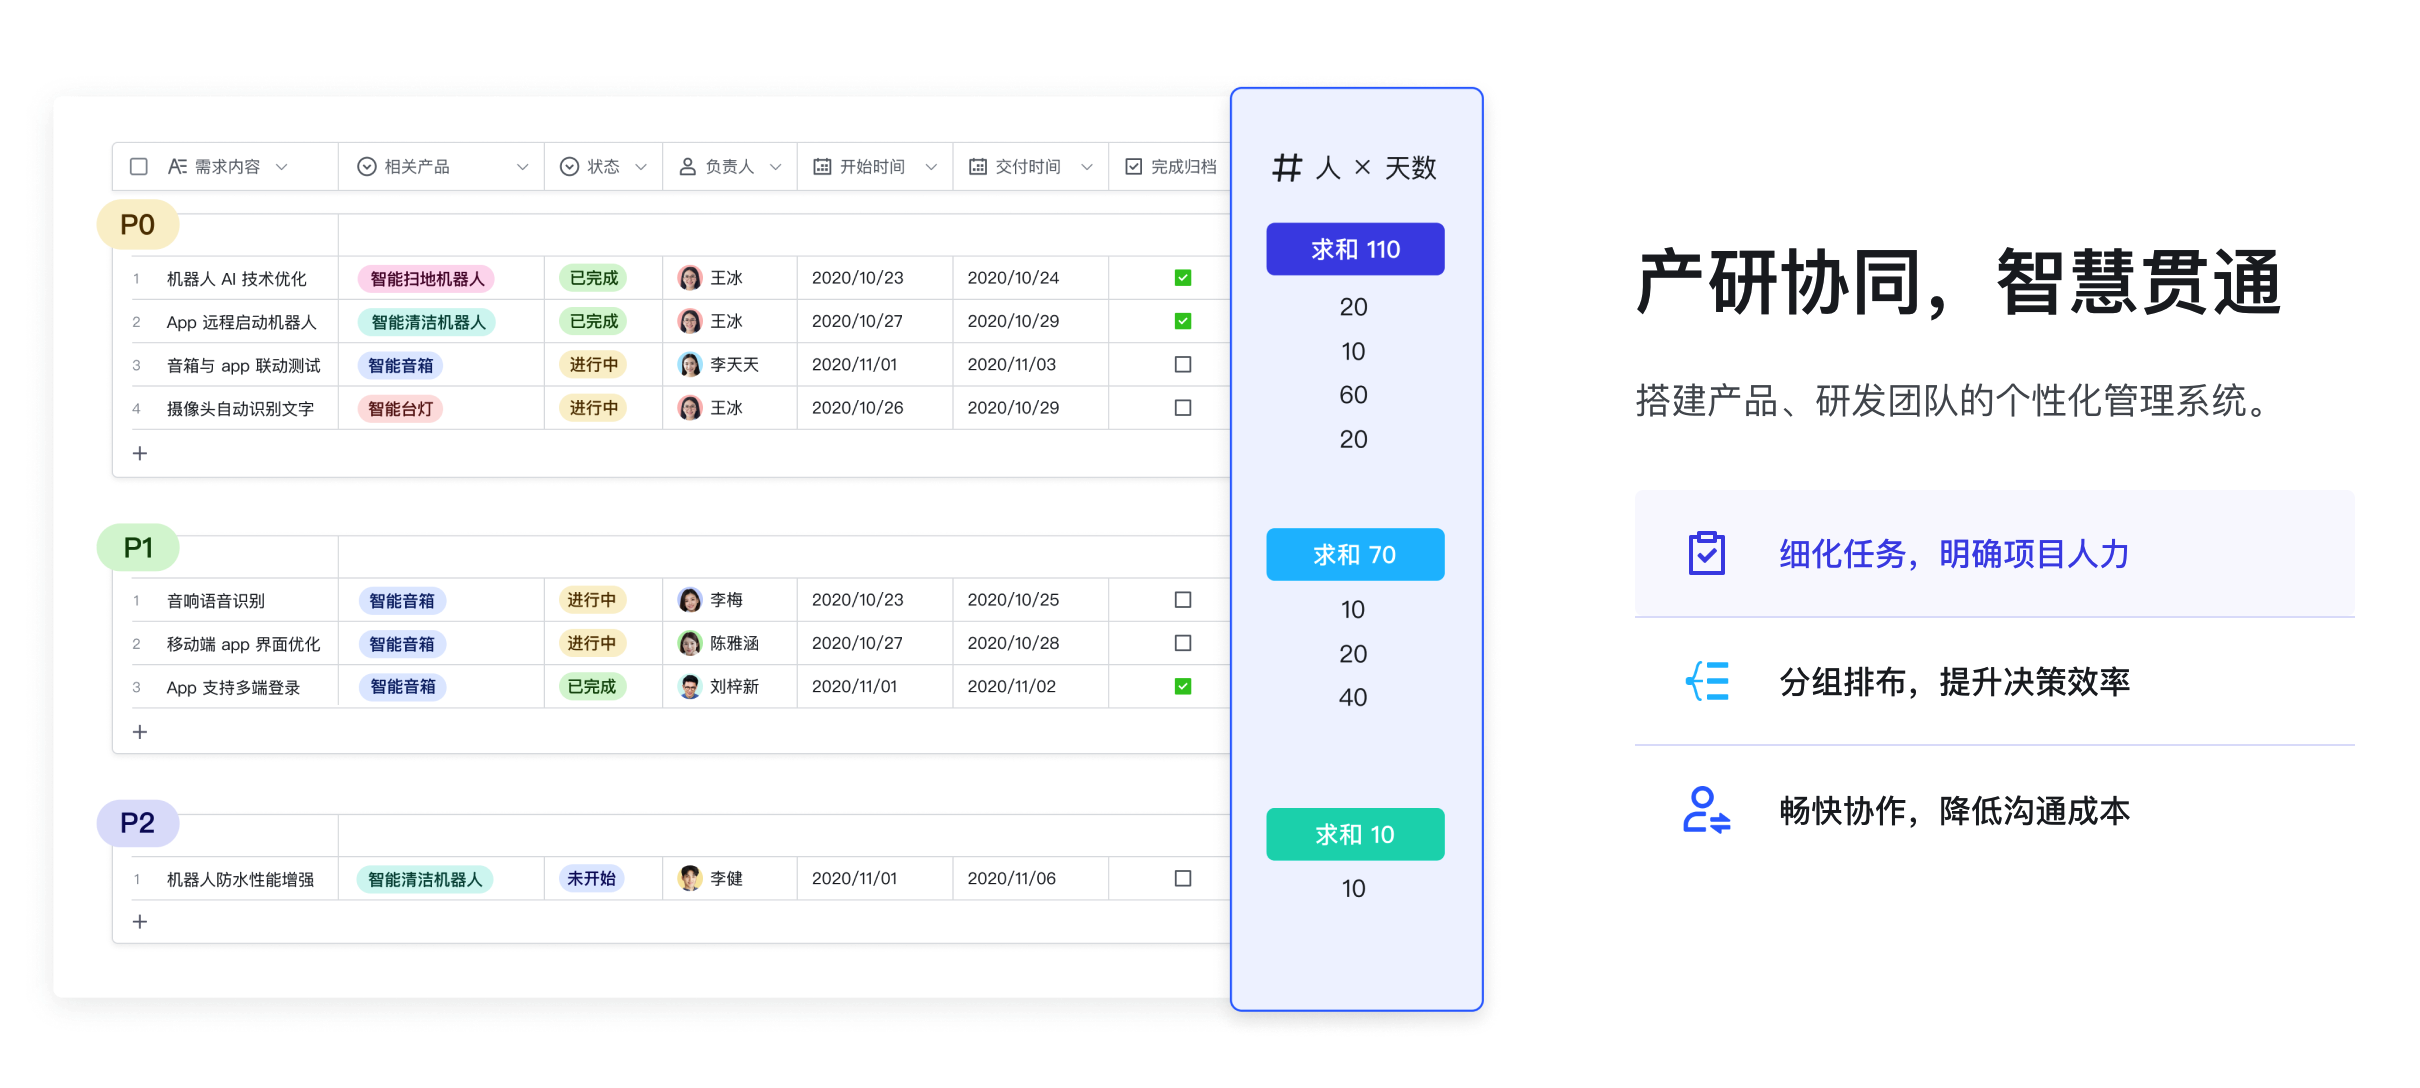 需求内容 相关产品 状态 负责人 开始时间 交付时间 完成归档 # 人 × 天数
P0
求和 110
1 机器人 AI 技术优化 智能扫地机器人 已完成 王冰 2020/10/23 2020/10/24 20
2 App 远程启动机器人 智能清洁机器人 已完成 王冰 2020/10/27 2020/10/29 10
3 音箱与 app 联动测试 智能音箱 进行中 李天天 2020/11/01 2020/11/03 60
4 摄像头自动识别文字 智能台灯 进行中 王冰 2020/10/26 2020/10/29 20
+
P1
求和 70
1 音响语音识别 智能音箱 进行中 李梅 2020/10/23 2020/10/25 10
2 移动端 app 界面优化 智能音箱 进行中 陈雅涵 2020/10/27 2020/10/28 20
3 App 支持多端登录 智能音箱 已完成 刘梓新 2020/11/01 2020/11/02 40
+
P2
求和 10
1 机器人防水性能增强 智能清洁机器人 未开始 李健 2020/11/01 2020/11/06 10
+
产研协同，智慧贯通
搭建产品、研发团队的个性化管理系统。
细化任务，明确项目人力
分组排布，提升决策效率
畅快协作，降低沟通成本